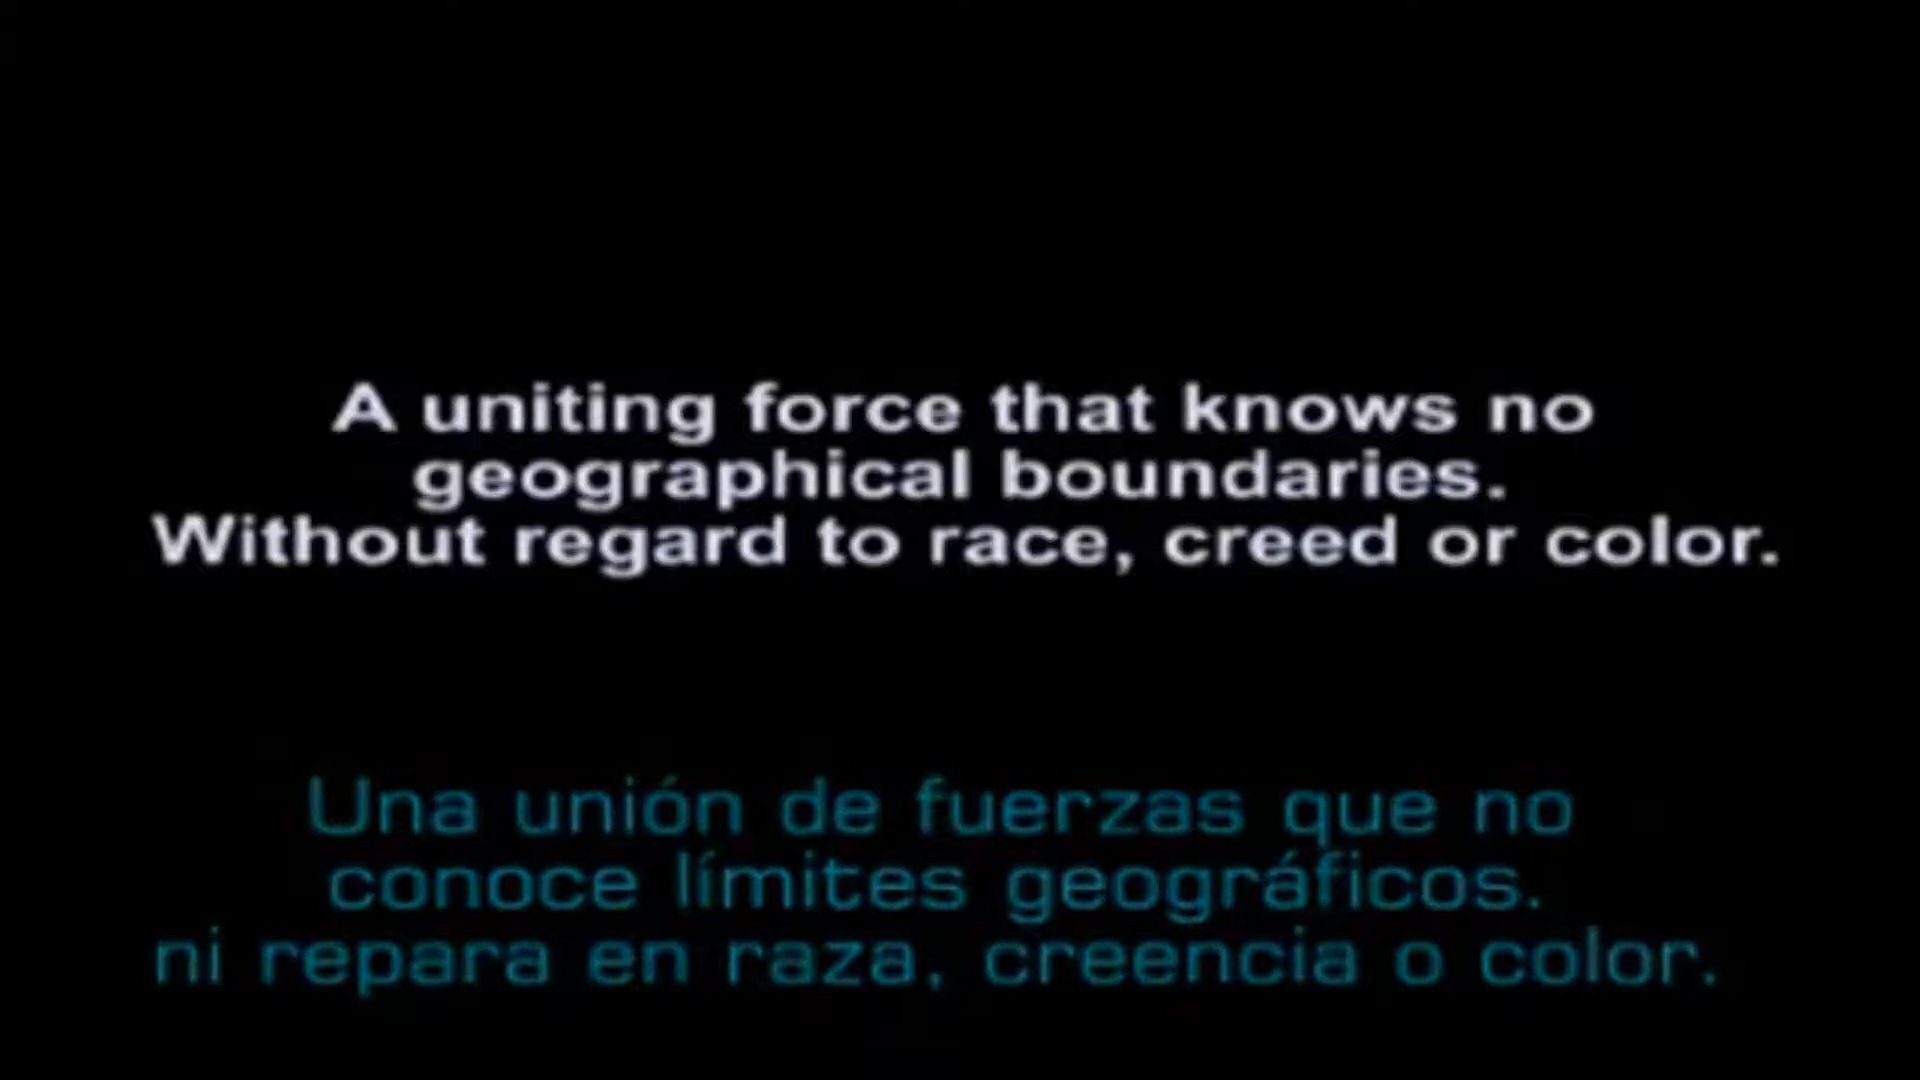 A uniting force that knows no
geographical boundaries.
Without regard to race, creed or color.
Una unión de fuerzas que no
conoce límites geográficos.
ni repara en raza, creencia o color.